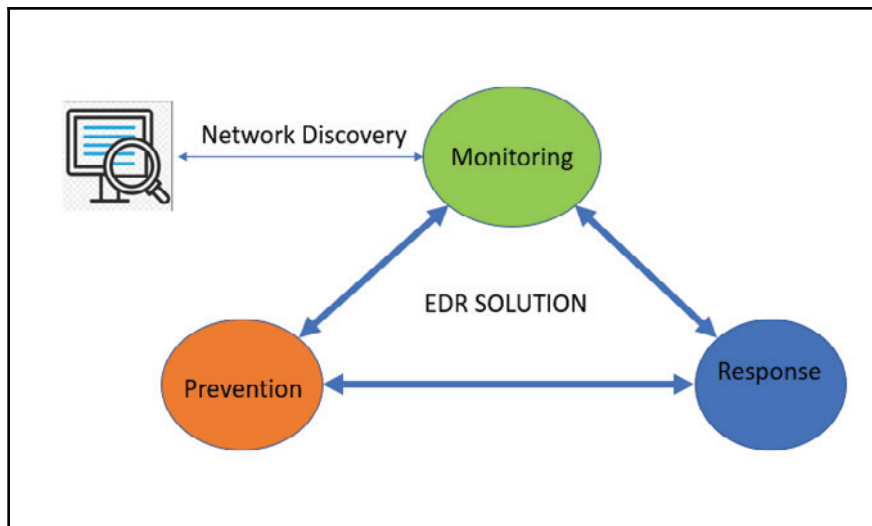 Network Discovery
Monitoring
EDR SOLUTION
Prevention
Response